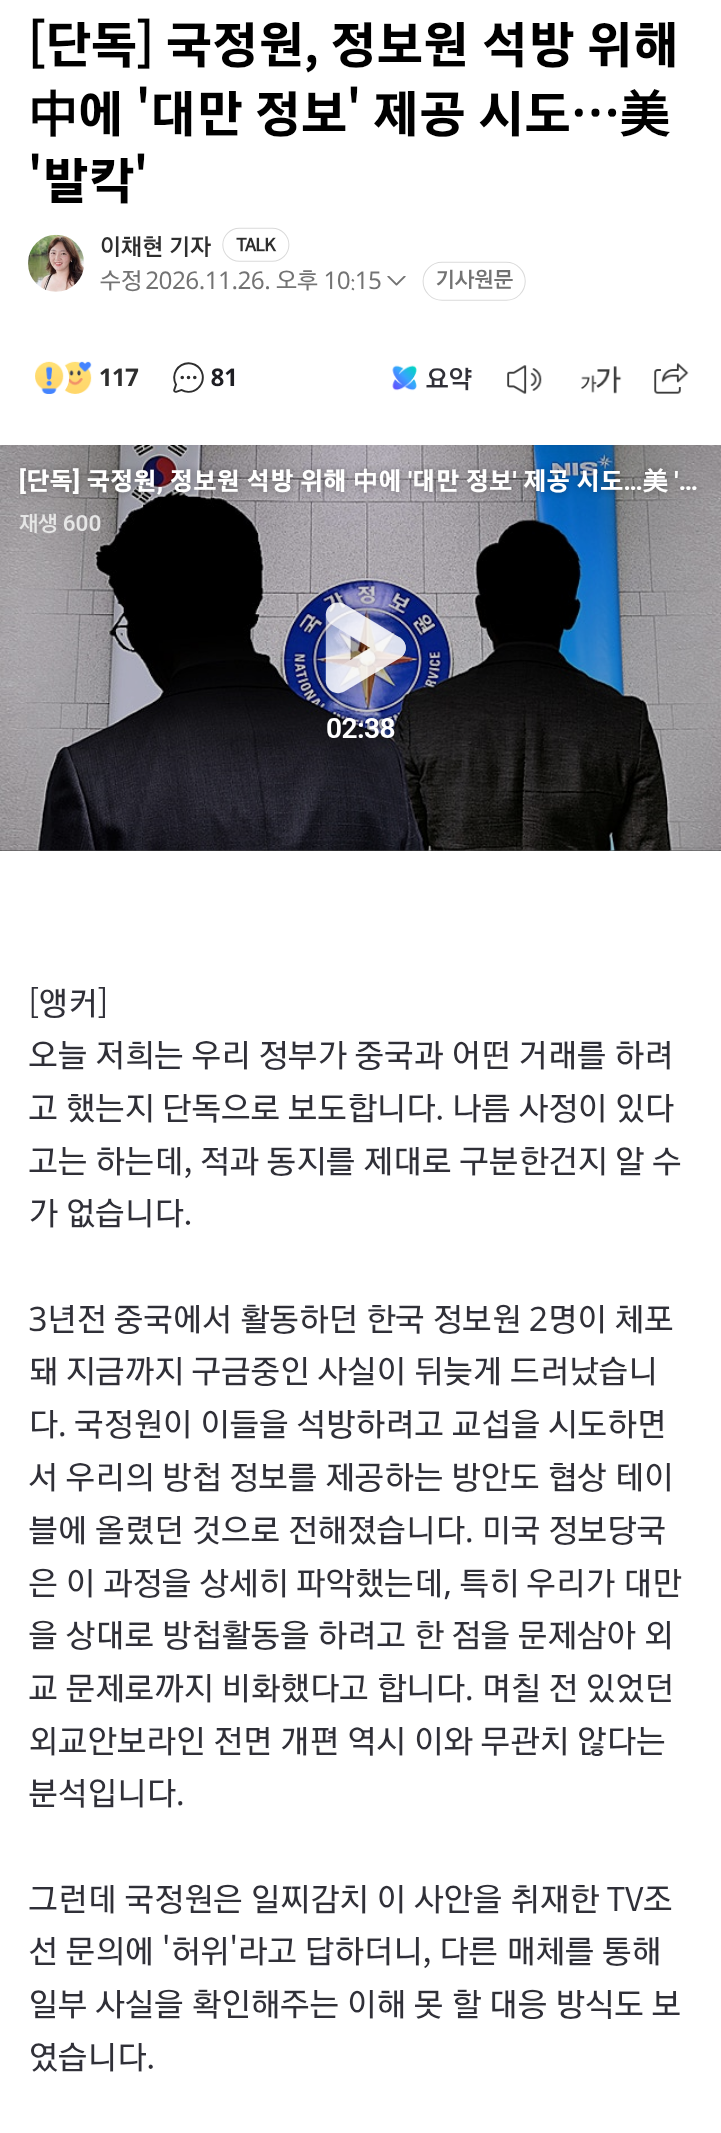 [단독] 국정원, 정보원 석방 위해
中에 '대만 정보' 제공 시도…美
'발칵'
이채현 기자 TALK
수정 2026.11.26. 오후 10:15 기사원문
117 81 요약 가가
[단독] 국정원, 정보원 석방 위해 中에 '대만 정보' 제공 시도...美 '...
NIS
재생 600
국가정보원
NATIONAL
RVICE
02:38
[앵커]
오늘 저희는 우리 정부가 중국과 어떤 거래를 하려
고 했는지 단독으로 보도합니다. 나름 사정이 있다
고는 하는데, 적과 동지를 제대로 구분한건지 알 수
가 없습니다.
3년전 중국에서 활동하던 한국 정보원 2명이 체포
돼 지금까지 구금중인 사실이 뒤늦게 드러났습니
다. 국정원이 이들을 석방하려고 교섭을 시도하면
서 우리의 방첩 정보를 제공하는 방안도 협상 테이
블에 올렸던 것으로 전해졌습니다. 미국 정보당국
은 이 과정을 상세히 파악했는데, 특히 우리가 대만
을 상대로 방첩활동을 하려고 한 점을 문제삼아 외
교 문제로까지 비화했다고 합니다. 며칠 전 있었던
외교안보라인 전면 개편 역시 이와 무관치 않다는
분석입니다.
그런데 국정원은 일찌감치 이 사안을 취재한 TV조
선 문의에 '허위'라고 답하더니, 다른 매체를 통해
일부 사실을 확인해주는 이해 못 할 대응 방식도 보
였습니다.